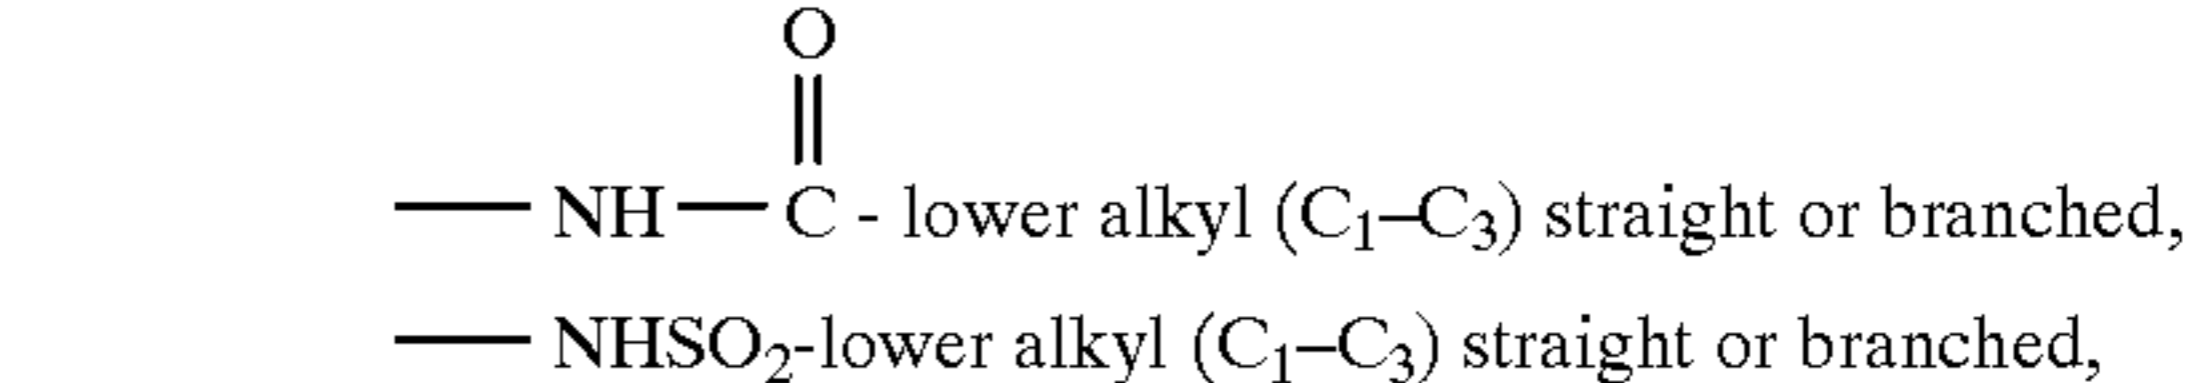 O
— NH — C - lower alkyl (C₁–C₃) straight or branched,
— NHSO₂-lower alkyl (C₁–C₃) straight or branched,